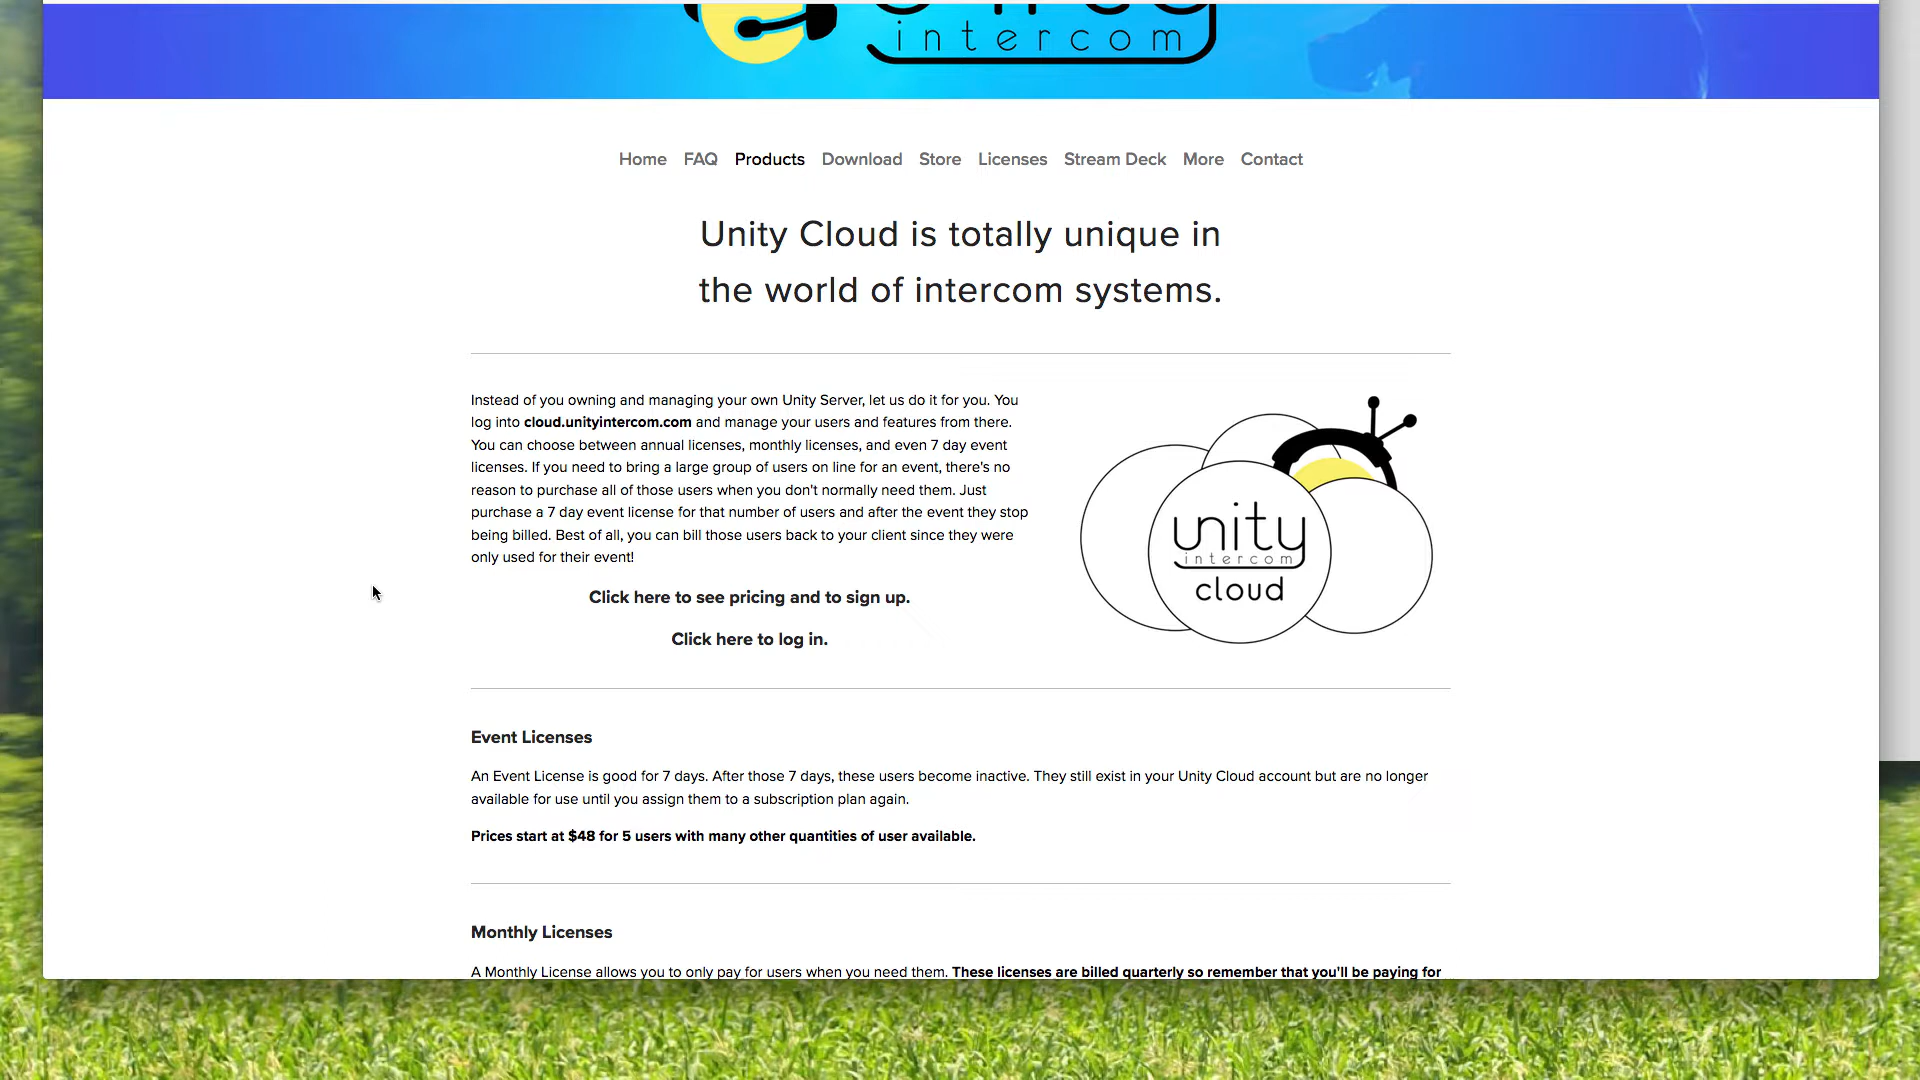 intercom
Home FAQ Products Download Store Licenses Stream Deck More Contact
Unity Cloud is totally unique in
the world of intercom systems.
Instead of you owning and managing your own Unity Server, let us do it for you. You
log into cloud.unityintercom.com and manage your users and features from there.
You can choose between annual licenses, monthly licenses, and even 7 day event
licenses. If you need to bring a large group of users on line for an event, there's no
reason to purchase all of those users when you don't normally need them. Just
purchase a 7 day event license for that number of users and after the event they stop
being billed. Best of all, you can bill those users back to your client since they were
only used for their event!
Click here to see pricing and to sign up.
Click here to log in.
unity
intercom
cloud
Event Licenses
An Event License is good for 7 days. After those 7 days, these users become inactive. They still exist in your Unity Cloud account but are no longer
available for use until you assign them to a subscription plan again.
Prices start at $48 for 5 users with many other quantities of user available.
Monthly Licenses
A Monthly License allows you to only pay for users when you need them. These licenses are billed quarterly so remember that you'll be paying for